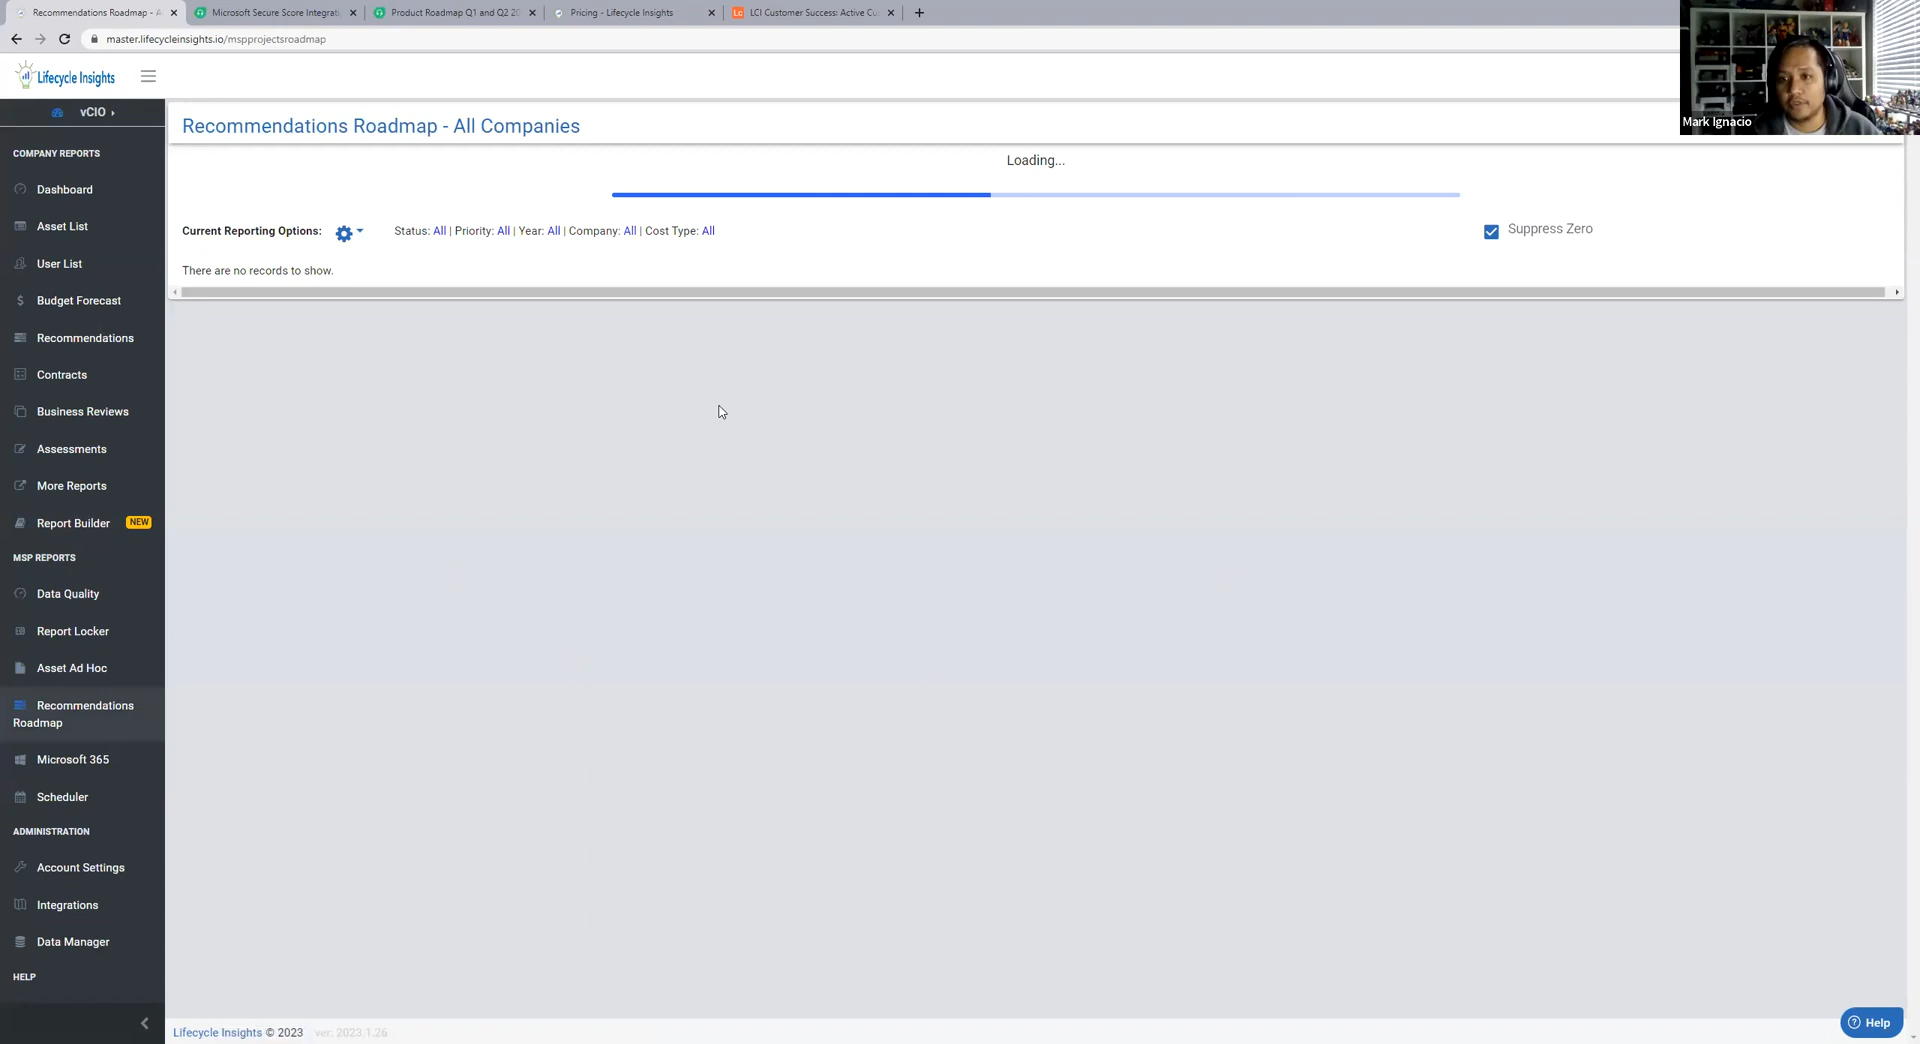 Recommendations Roadmap - A
Microsoft Secure Score Integrati
Product Roadmap Q1 and Q2 20
Pricing - Lifecycle Insights
LCI Customer Success: Active Cu
master.lifecycleinsights.io/mspprojectsroadmap
Lifecycle Insights
Mark Ignacio
vCIO
Recommendations Roadmap - All Companies
Loading...
Current Reporting Options:
Status: All | Priority: All | Year: All | Company: All | Cost Type: All
Suppress Zero
There are no records to show.
COMPANY REPORTS
Dashboard
Asset List
User List
Budget Forecast
Recommendations
Contracts
Business Reviews
Assessments
More Reports
Report Builder NEW
MSP REPORTS
Data Quality
Report Locker
Asset Ad Hoc
Recommendations
Roadmap
Microsoft 365
Scheduler
ADMINISTRATION
Account Settings
Integrations
Data Manager
HELP
Lifecycle Insights © 2023 ver: 2023.1.26
Help